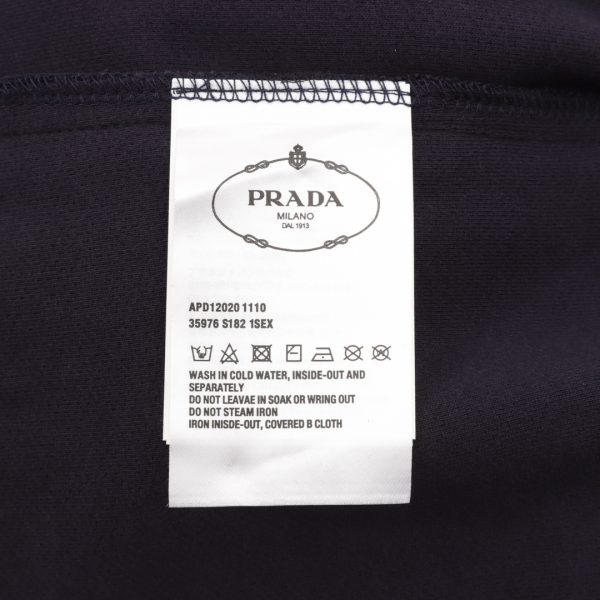 PRADA
MILANO
DAL 1913
APD12020 1110
35976 S182 1SEX
WASH IN COLD WATER, INSIDE-OUT AND
SEPARATELY
DO NOT LEAVAE IN SOAK OR WRING OUT
DO NOT STEAM IRON
IRON INISDE-OUT, COVERED B CLOTH